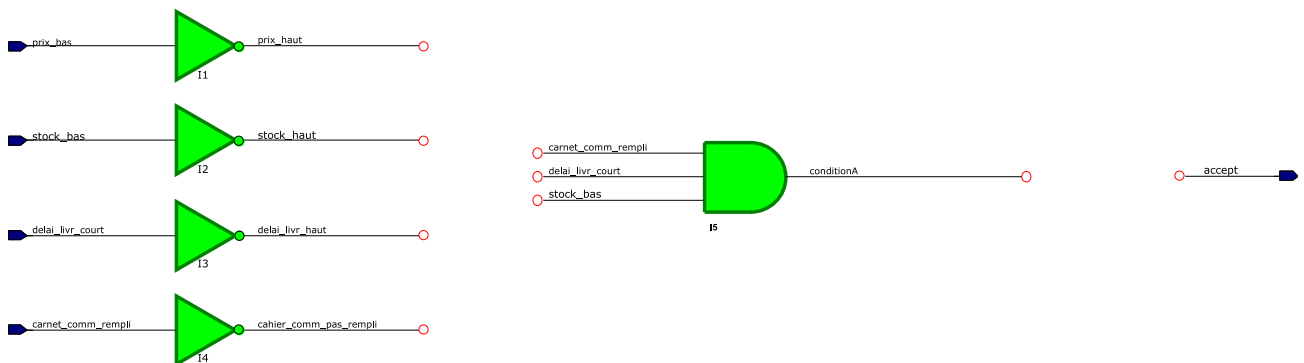 prix_bas
prix_haut
I1
stock_bas
stock_haut
I2
delai_livr_court
delai_livr_haut
I3
carnet_comm_rempli
cahier_comm_pas_rempli
I4
carnet_comm_rempli
delai_livr_court
stock_bas
conditionA
I5
accept